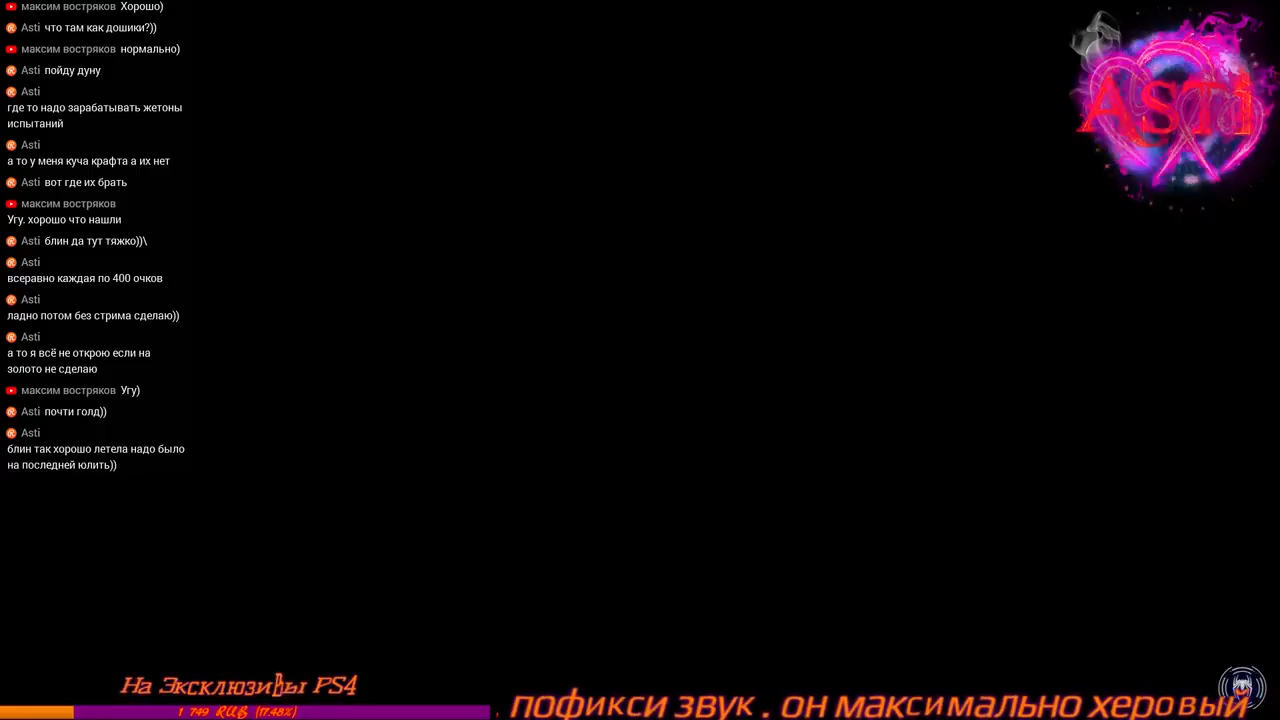 максим востряков Хорошо)
Asti что там как дошики?))
максим востряков нормально)
Asti пойду дуну
Asti
где то надо зарабатывать жетоны
испытаний
Asti
а то у меня куча крафта а их нет
Asti вот где их брать
максим востряков
Угу. хорошо что нашли
Asti блин да тут тяжко))\
Asti
всеравно каждая по 400 очков
Asti
ладно потом без стрима сделаю))
Asti
а то я всё не открою если на
золото не сделаю
максим востряков Угу)
Asti почти голд))
Asti
блин так хорошо летела надо было
на последней юлить))
Asti
На Эксклюзивы PS4
1 749 RUB (17.48%)
пофикси звук . он максимально херовый